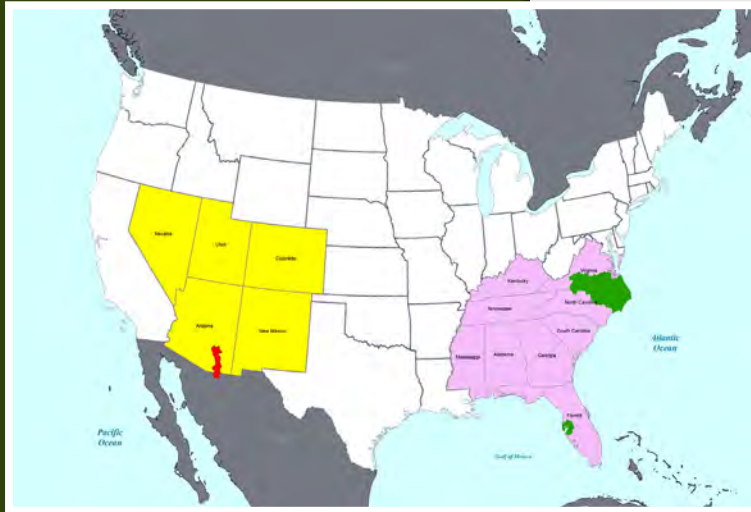 Nevada
Utah
Colorado
Arizona
New Mexico
Kentucky
Virginia
Tennessee
North Carolina
South Carolina
Mississippi
Alabama
Georgia
Florida
Atlantic
Ocean
Pacific
Ocean
Gulf of Mexico